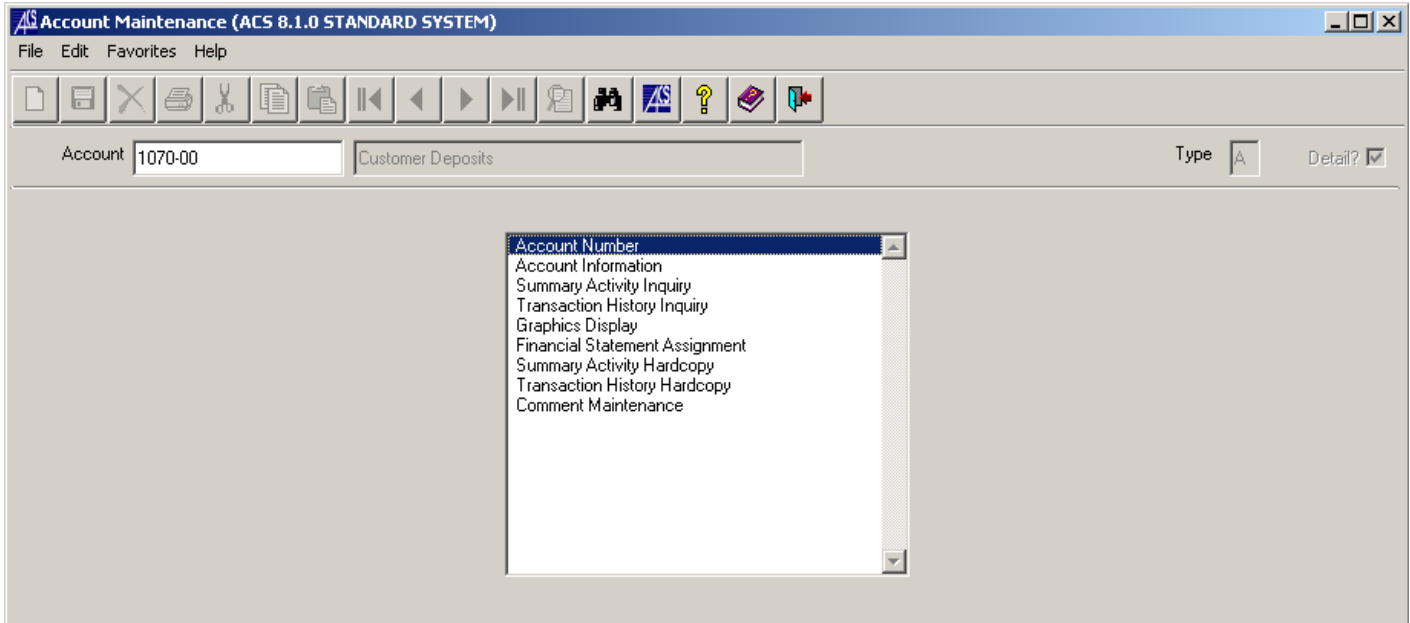 ACS Account Maintenance (ACS 8.1.0 STANDARD SYSTEM)
File Edit Favorites Help
ACS ?
Account 1070-00 Customer Deposits Type A Detail?
Account Number
Account Information
Summary Activity Inquiry
Transaction History Inquiry
Graphics Display
Financial Statement Assignment
Summary Activity Hardcopy
Transaction History Hardcopy
Comment Maintenance